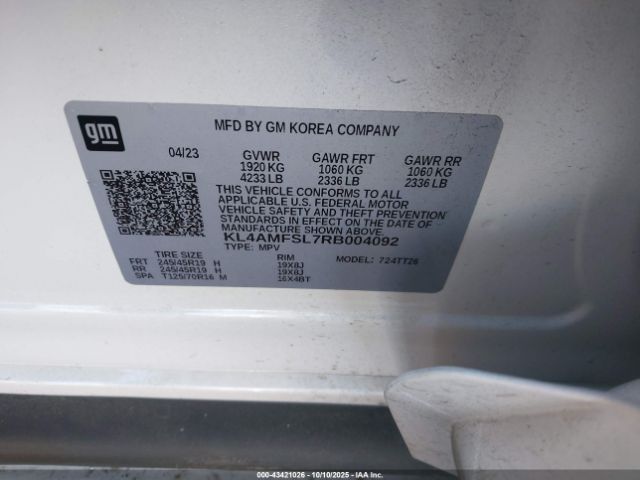 gm
MFD BY GM KOREA COMPANY
04/23 GVWR GAWR FRT GAWR RR
1920 KG 1060 KG 1060 KG
4233 LB 2336 LB 2336 LB
THIS VEHICLE CONFORMS TO ALL
APPLICABLE U.S. FEDERAL MOTOR
VEHICLE SAFETY AND THEFT PREVENTION
STANDARDS IN EFFECT ON THE DATE OF
MANUFACTURE SHOWN ABOVE.
KL4AMFSL7RB004092
TYPE: MPV MODEL: 724TT26
TIRE SIZE RIM
FRT 245/45R19 H 19X8J
RR 245/45R19 H 19X8J
SPA T125/70R16 M 16X4BT
00-43421026 - 10/10/2025 - IAA Inc.